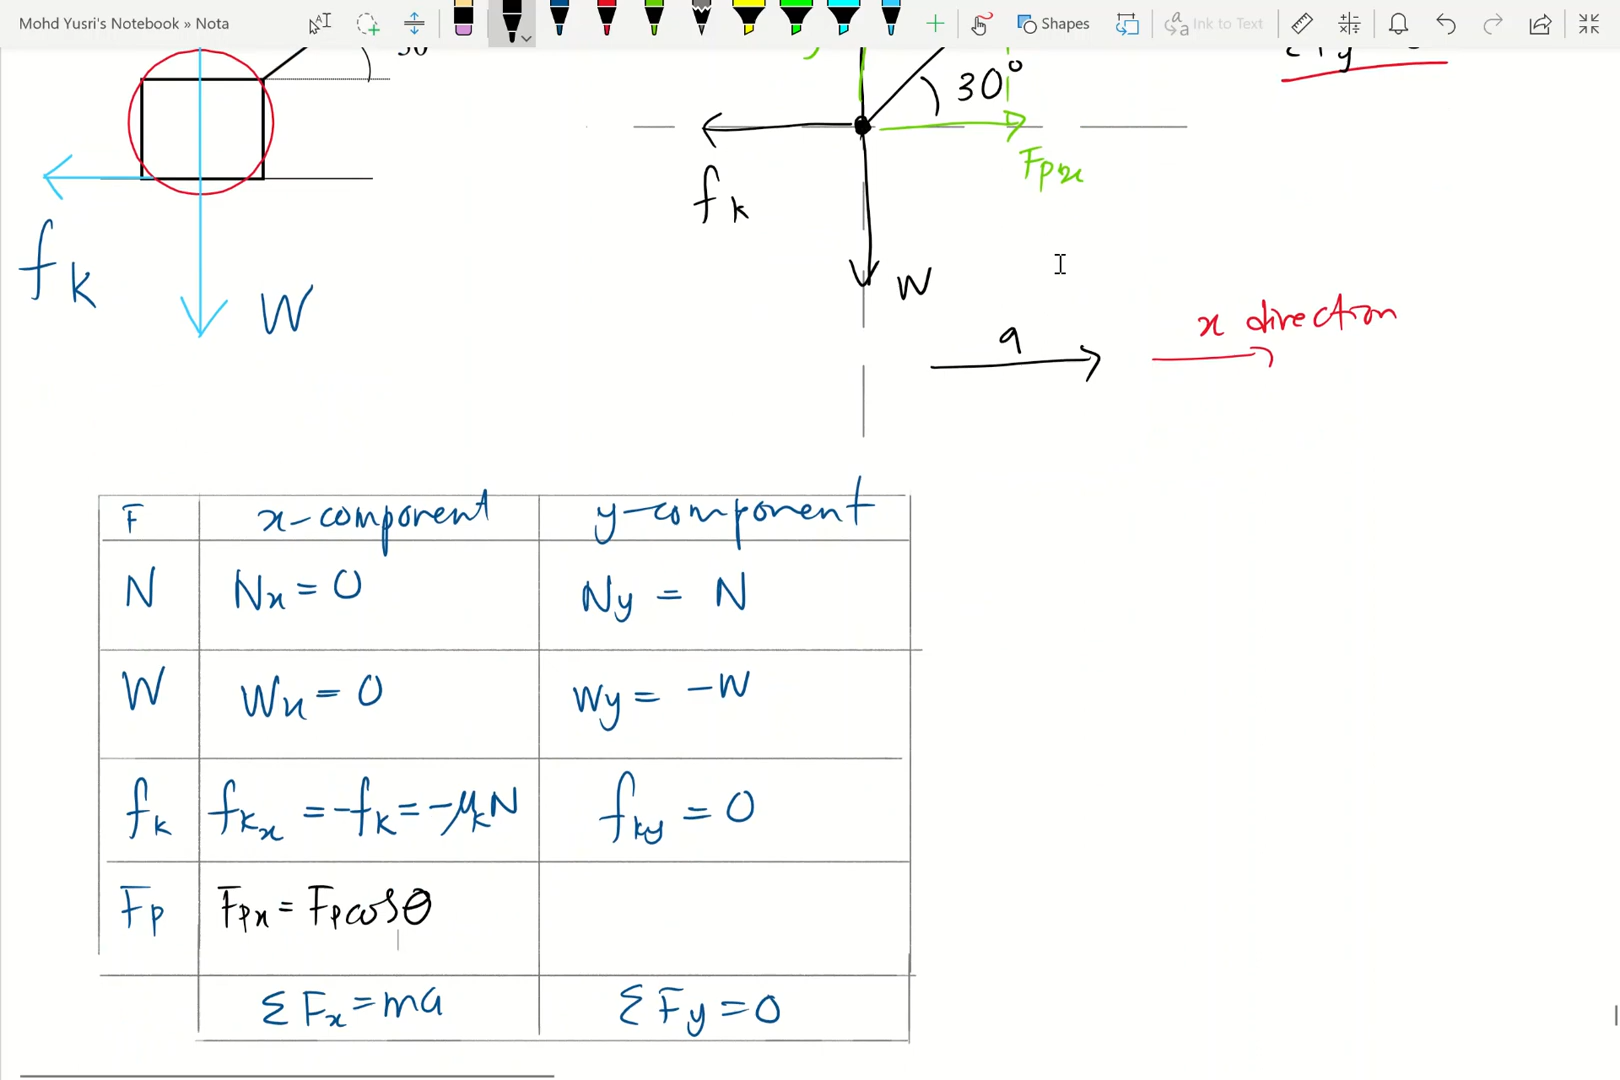 Mohd Yusri's Notebook » Nota
Shapes
Ink to Text
30°
Fpx
fk
W
fk
W
a
x direction
F x-component y-component
N Nx = 0 Ny = N
W Wx = 0 Wy = -W
fk fkx = -fk = -μkN fky = 0
Fp Fpx = Fpcosθ
ΣFx = ma ΣFy = 0